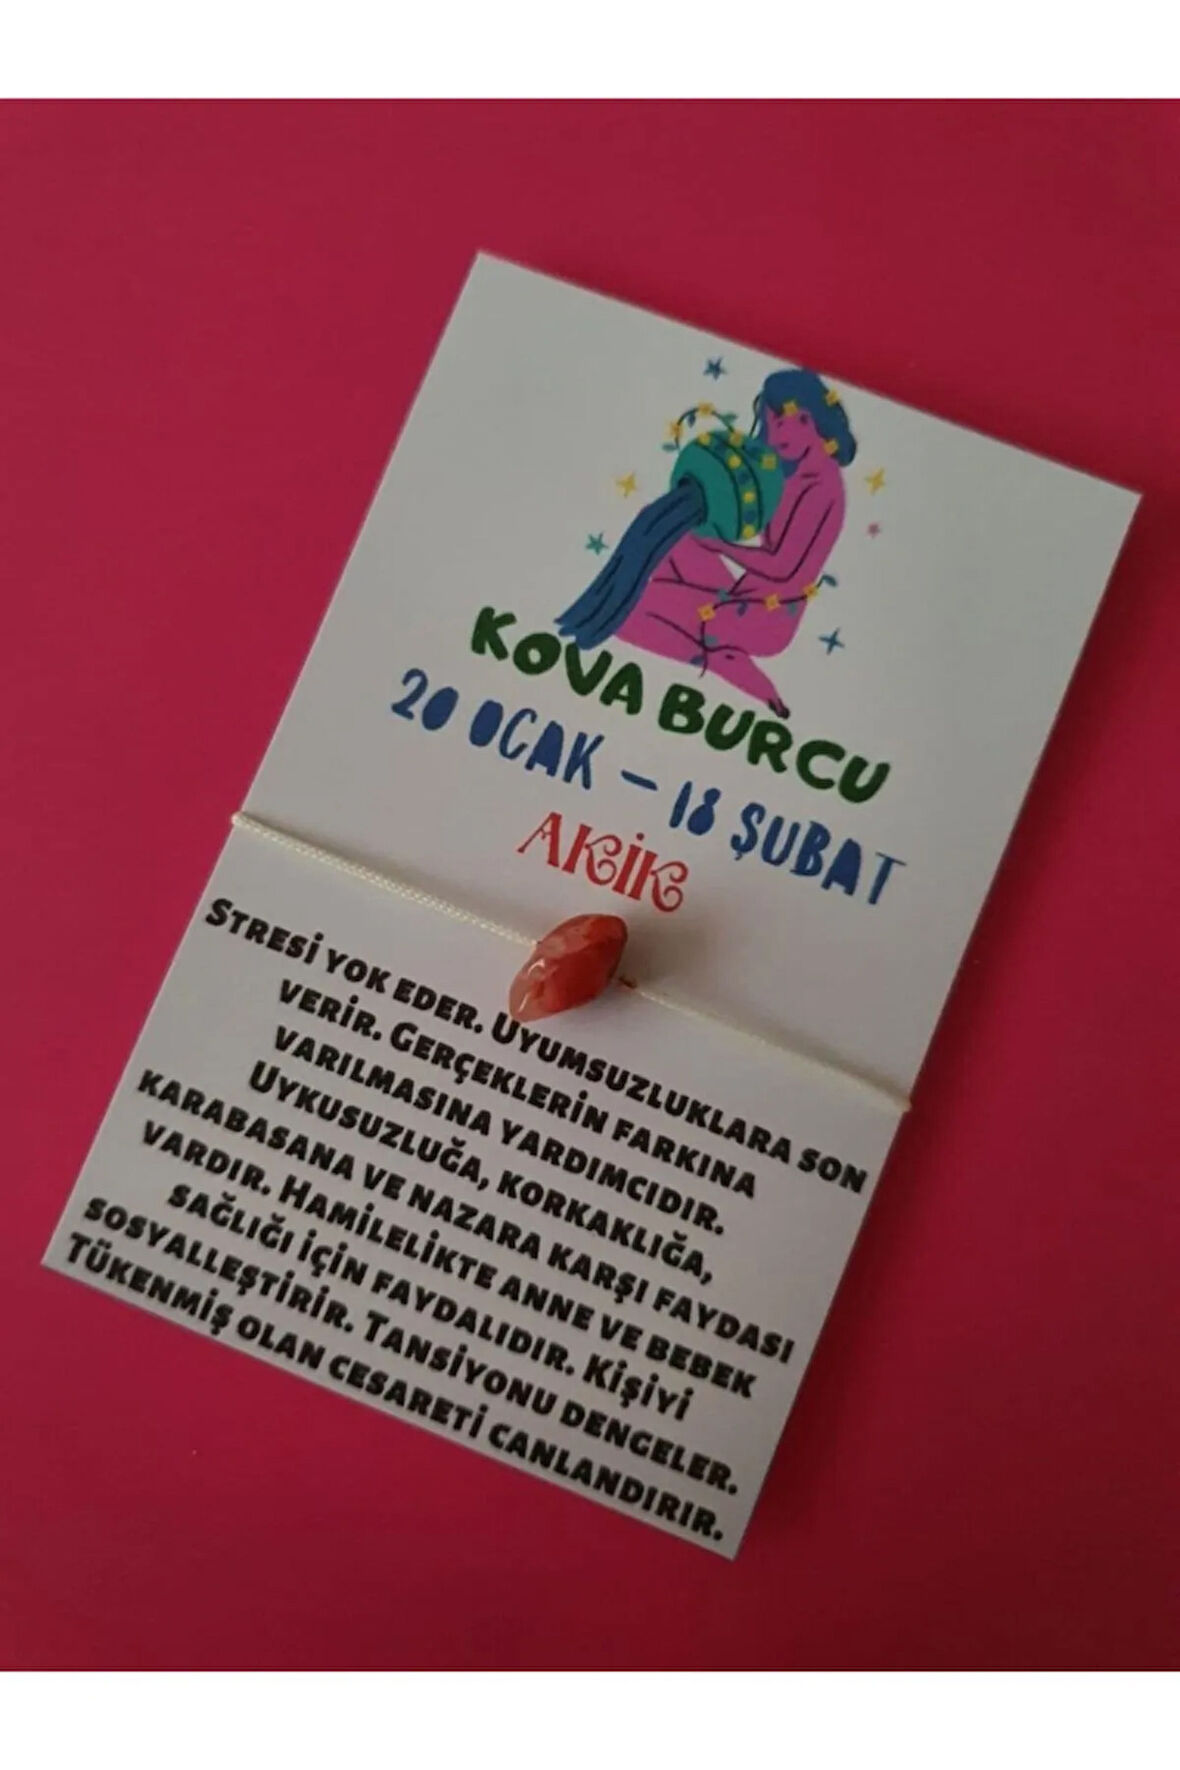 KOVA BURCU
20 OCAK – 18 ŞUBAT
AKİK
STRESİ YOK EDER. UYUMSUZLUKLARA SON
VERİR. GERÇEKLERİN FARKINA
VARILMASINA YARDIMCIDIR.
UYKUSUZLUĞA, KORKAKLIĞA,
KARABASANA VE NAZARA KARŞI FAYDASI
VARDIR. HAMİLELİKTE ANNE VE BEBEK
SAĞLIĞI İÇİN FAYDALIDIR. KİŞİYİ
SOSYALLEŞTİRİR. TANSİYONU DENGELER.
TÜKENMİŞ OLAN CESARETİ CANLANDIRIR.